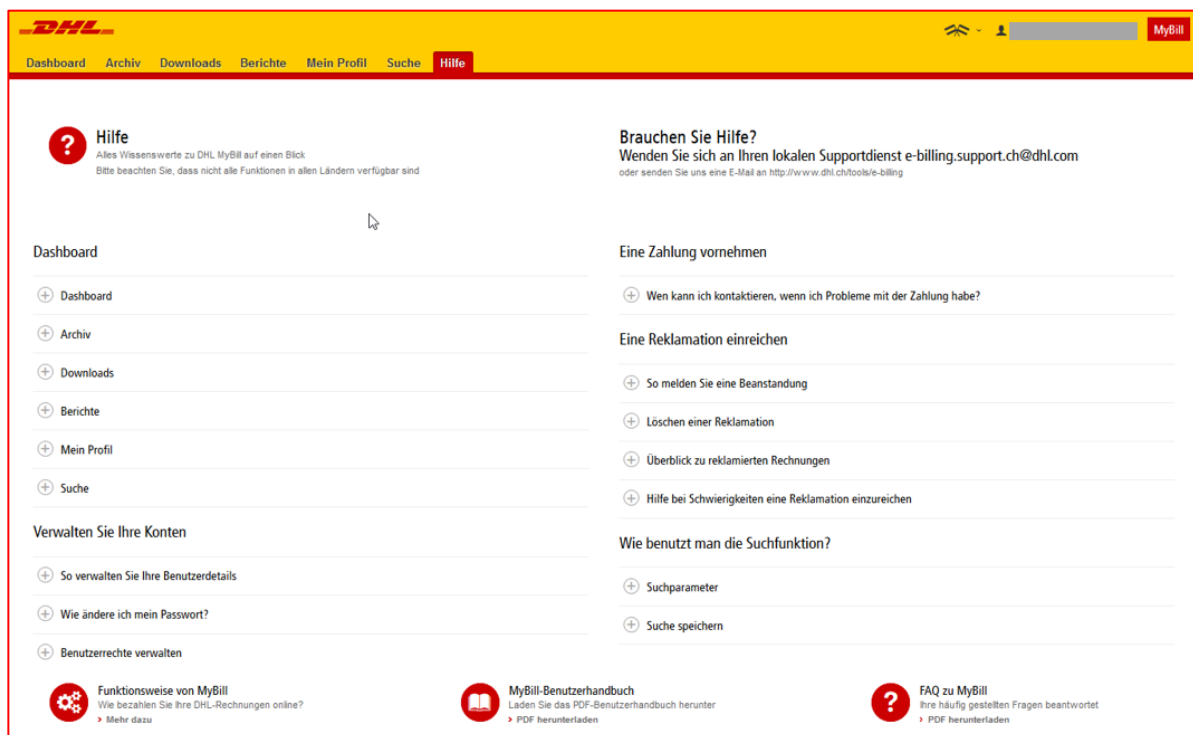 DHL
MyBill
Dashboard Archiv Downloads Berichte Mein Profil Suche Hilfe
Hilfe
Alles Wissenswerte zu DHL MyBill auf einen Blick
Bitte beachten Sie, dass nicht alle Funktionen in allen Ländern verfügbar sind
Brauchen Sie Hilfe?
Wenden Sie sich an Ihren lokalen Supportdienst e-billing.support.ch@dhl.com
oder senden Sie uns eine E-Mail an http://www.dhl.ch/tools/e-billing
Dashboard
Dashboard
Archiv
Downloads
Berichte
Mein Profil
Suche
Verwalten Sie Ihre Konten
So verwalten Sie Ihre Benutzerdetails
Wie ändere ich mein Passwort?
Benutzerrechte verwalten
Eine Zahlung vornehmen
Wen kann ich kontaktieren, wenn ich Probleme mit der Zahlung habe?
Eine Reklamation einreichen
So melden Sie eine Beanstandung
Löschen einer Reklamation
Überblick zu reklamierten Rechnungen
Hilfe bei Schwierigkeiten eine Reklamation einzureichen
Wie benutzt man die Suchfunktion?
Suchparameter
Suche speichern
Funktionsweise von MyBill
Wie bezahlen Sie Ihre DHL-Rechnungen online?
Mehr dazu
MyBill-Benutzerhandbuch
Laden Sie das PDF-Benutzerhandbuch herunter
PDF herunterladen
FAQ zu MyBill
Ihre häufig gestellten Fragen beantwortet
PDF herunterladen